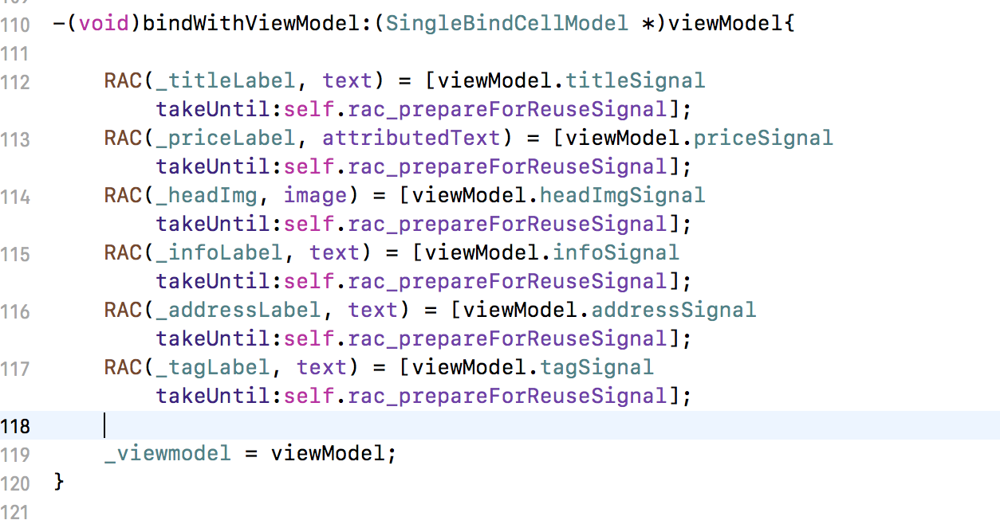 109
110 -(void)bindWithViewModel:(SingleBindCellModel *)viewModel{
111
112 RAC(_titleLabel, text) = [viewModel.titleSignal
takeUntil:self.rac_prepareForReuseSignal];
113 RAC(_priceLabel, attributedText) = [viewModel.priceSignal
takeUntil:self.rac_prepareForReuseSignal];
114 RAC(_headImg, image) = [viewModel.headImgSignal
takeUntil:self.rac_prepareForReuseSignal];
115 RAC(_infoLabel, text) = [viewModel.infoSignal
takeUntil:self.rac_prepareForReuseSignal];
116 RAC(_addressLabel, text) = [viewModel.addressSignal
takeUntil:self.rac_prepareForReuseSignal];
117 RAC(_tagLabel, text) = [viewModel.tagSignal
takeUntil:self.rac_prepareForReuseSignal];
118
119 _viewmodel = viewModel;
120 }
121